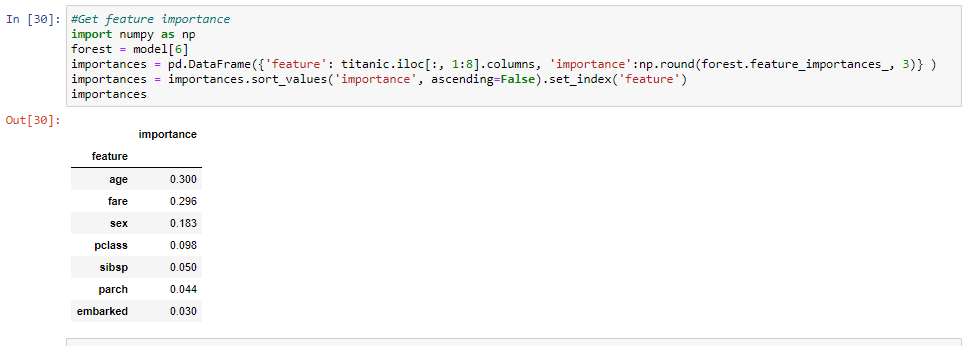 In [30]: #Get feature importance
import numpy as np
forest = model[6]
importances = pd.DataFrame({'feature': titanic.iloc[:, 1:8].columns, 'importance':np.round(forest.feature_importances_, 3)} )
importances = importances.sort_values('importance', ascending=False).set_index('feature')
importances
Out[30]:
importance
feature
age 0.300
fare 0.296
sex 0.183
pclass 0.098
sibsp 0.050
parch 0.044
embarked 0.030